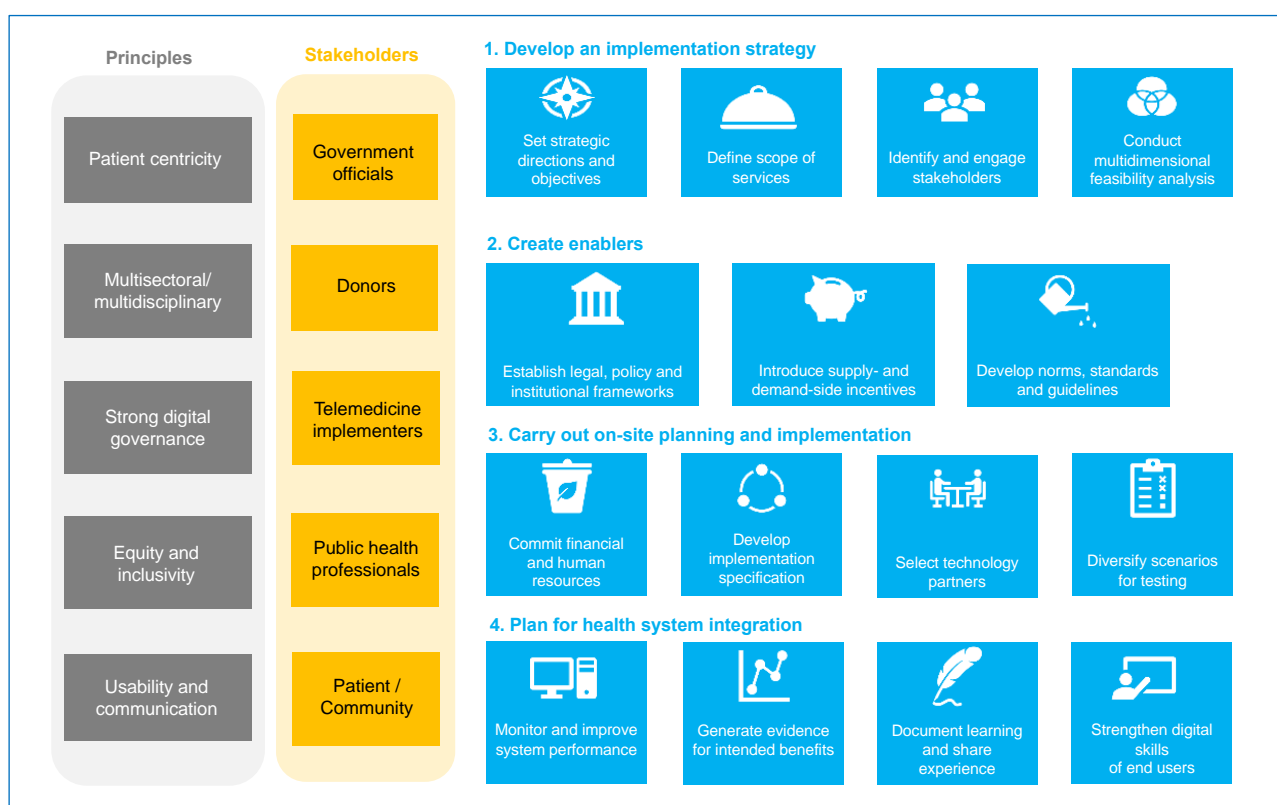 Principles
Patient centricity
Multisectoral/
multidisciplinary
Strong digital
governance
Equity and
inclusivity
Usability and
communication
Stakeholders
Government
officials
Donors
Telemedicine
implementers
Public health
professionals
Patient /
Community
1. Develop an implementation strategy
Set strategic
directions and
objectives
Define scope of
services
Identify and engage
stakeholders
Conduct
multidimensional
feasibility analysis
2. Create enablers
Establish legal, policy and
institutional frameworks
Introduce supply- and
demand-side incentives
Develop norms, standards
and guidelines
3. Carry out on-site planning and implementation
Commit financial
and human
resources
Develop
implementation
specification
Select technology
partners
Diversify scenarios
for testing
4. Plan for health system integration
Monitor and improve
system performance
Generate evidence
for intended benefits
Document learning
and share
experience
Strengthen digital
skills
of end users